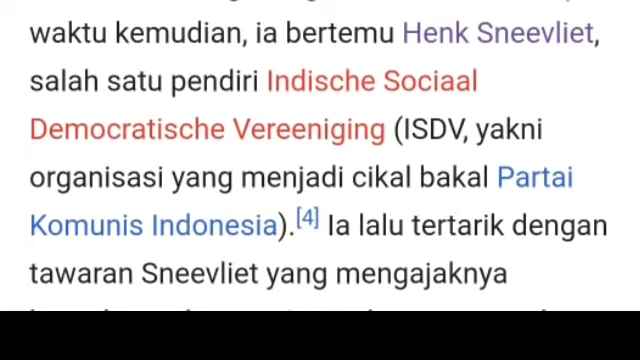 waktu kemudian, ia bertemu Henk Sneevliet,
salah satu pendiri Indische Sociaal
Democratische Vereeniging (ISDV, yakni
organisasi yang menjadi cikal bakal Partai
Komunis Indonesia).[4] Ia lalu tertarik dengan
tawaran Sneevliet yang mengajaknya